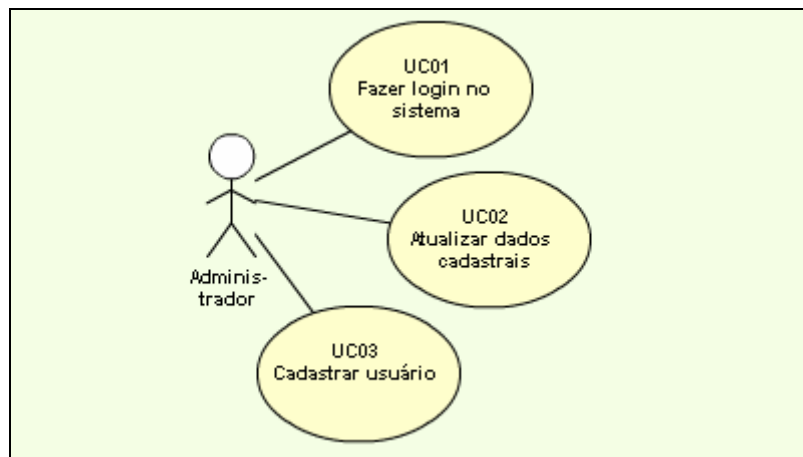 UC01
Fazer login no
sistema
UC02
Atualizar dados
cadastrais
Adminis-
trador
UC03
Cadastrar usuário